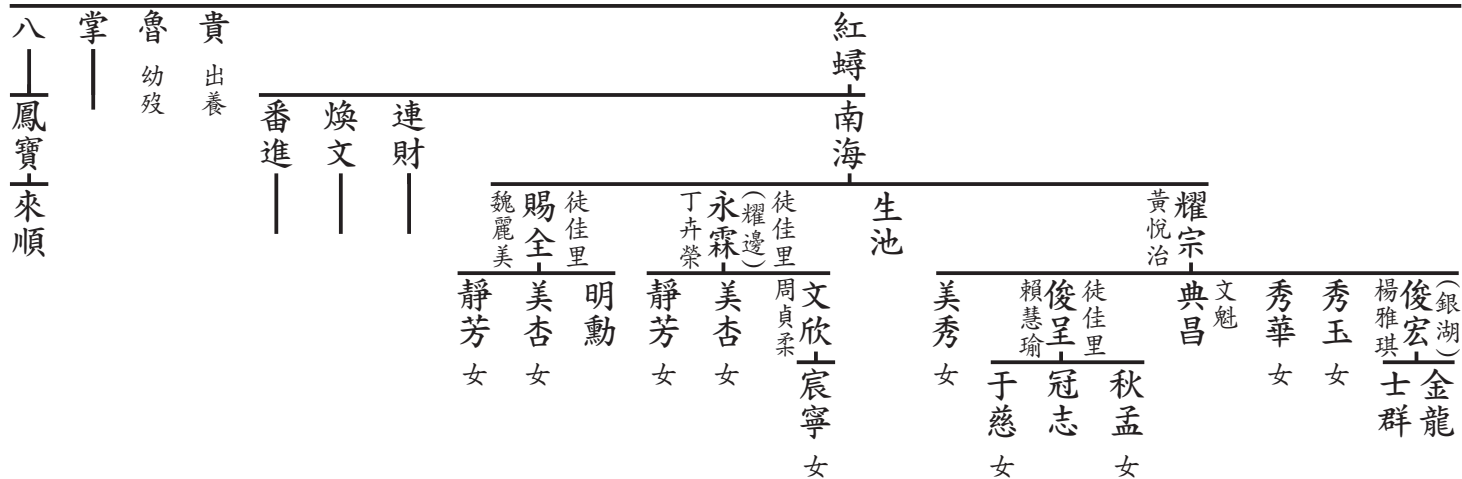 紅蟳
貴 出養
魯 幼歿
掌
八
南海
連財
煥文
番進
鳳寶
耀宗
黃悅治
生池
徒佳里
(耀邊)
永霖
丁卉榮
徒佳里
賜全
魏麗美
來順
(銀湖)
俊宏
楊雅琪
秀玉 女
秀華 女
文魁
典昌
徒佳里
俊呈
賴慧瑜
美秀 女
文欣
周貞柔
美杏 女
靜芳 女
明勳
美杏 女
靜芳 女
金龍
士群
秋孟 女
冠志
于慈 女
宸寧 女